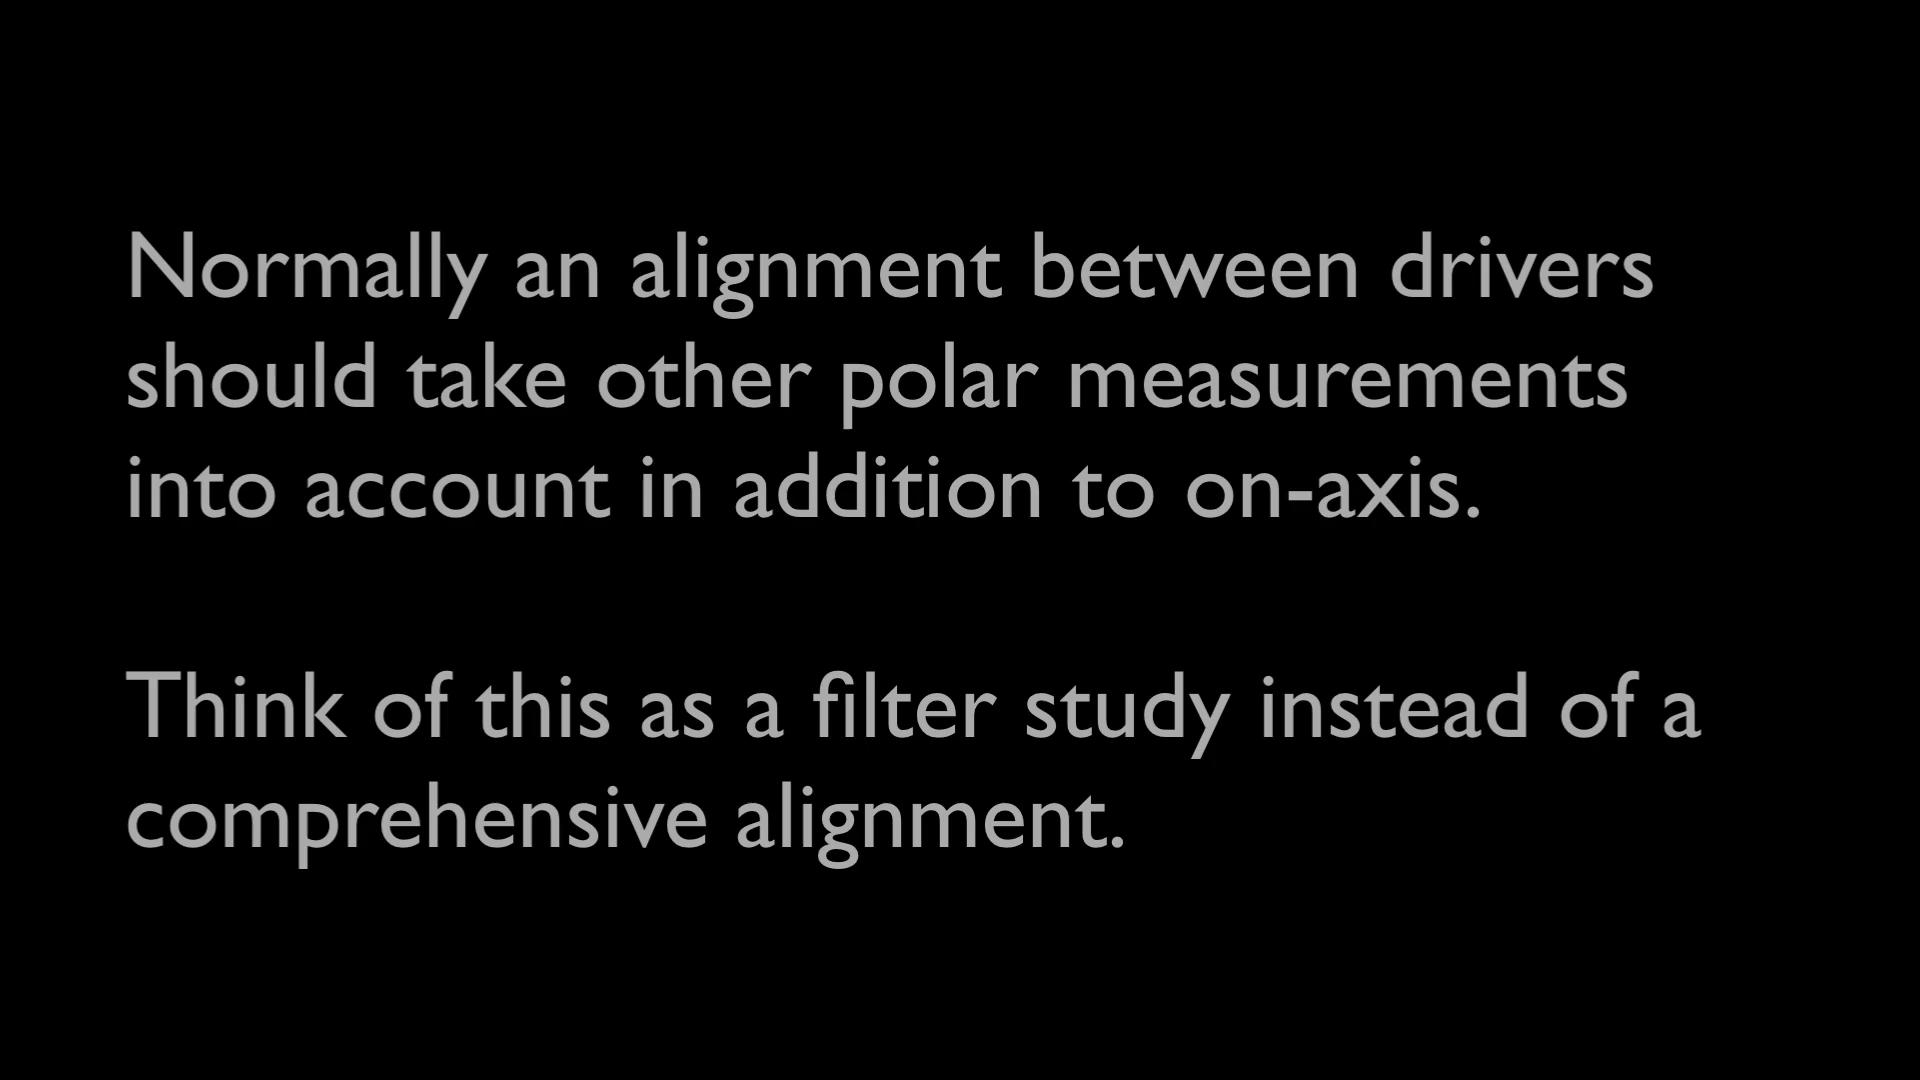 Normally an alignment between drivers
should take other polar measurements
into account in addition to on-axis.
Think of this as a filter study instead of a
comprehensive alignment.